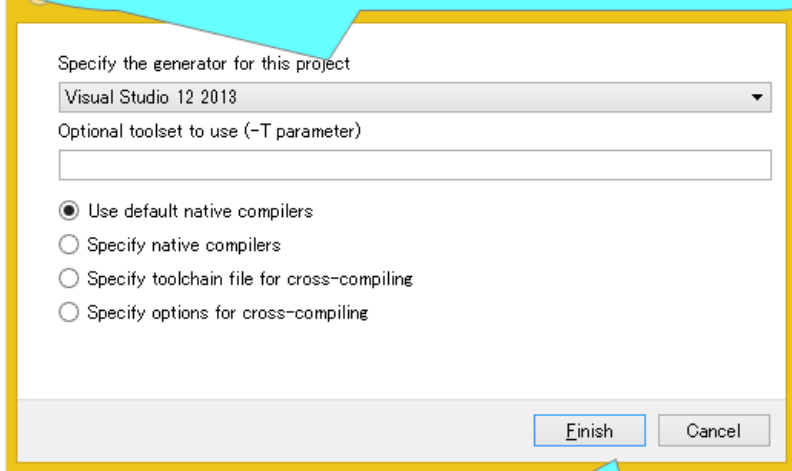 Specify the generator for this project
Visual Studio 12 2013
Optional toolset to use (-T parameter)
Use default native compilers
Specify native compilers
Specify toolchain file for cross-compiling
Specify options for cross-compiling
Finish
Cancel